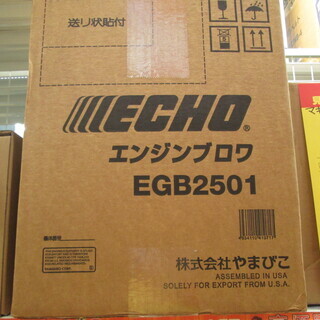 送り状貼付
ECHO®
エンジンブロワ
EGB2501
株式会社やまびこ
ASSEMBLED IN USA
SOLELY FOR EXPORT FROM U.S.A.